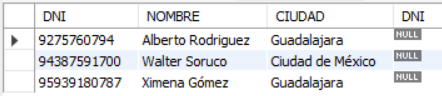 DNI NOMBRE CIUDAD DNI
9275760794 Alberto Rodriguez Guadalajara NULL
94387591700 Walter Soruco Ciudad de México NULL
95939180787 Ximena Gómez Guadalajara NULL